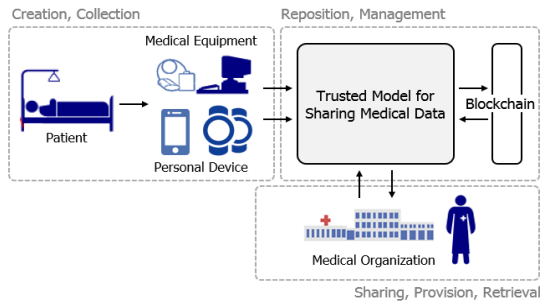 Creation, Collection
Reposition, Management
Medical Equipment
Patient
Personal Device
Trusted Model for
Sharing Medical Data
Blockchain
Medical Organization
Sharing, Provision, Retrieval